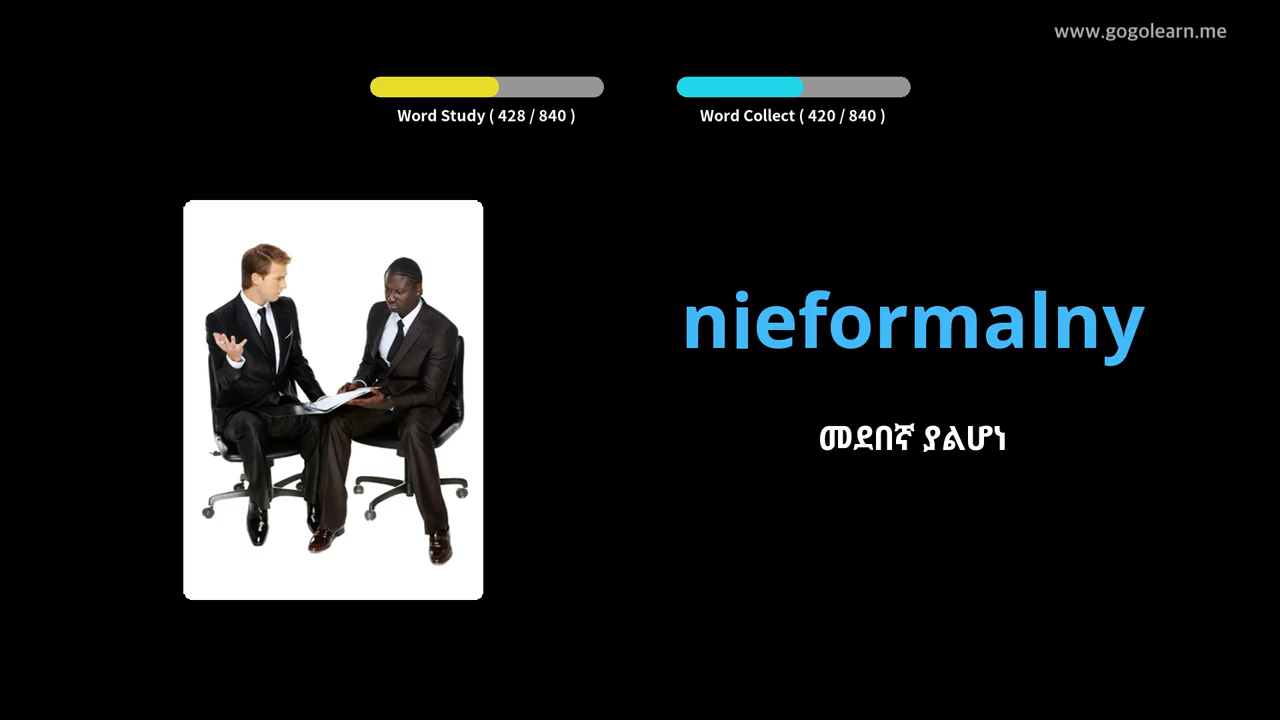 www.gogolearn.me
Word Study ( 428 / 840 )
Word Collect ( 420 / 840 )
nieformalny
መደበኛ ያልሆነ